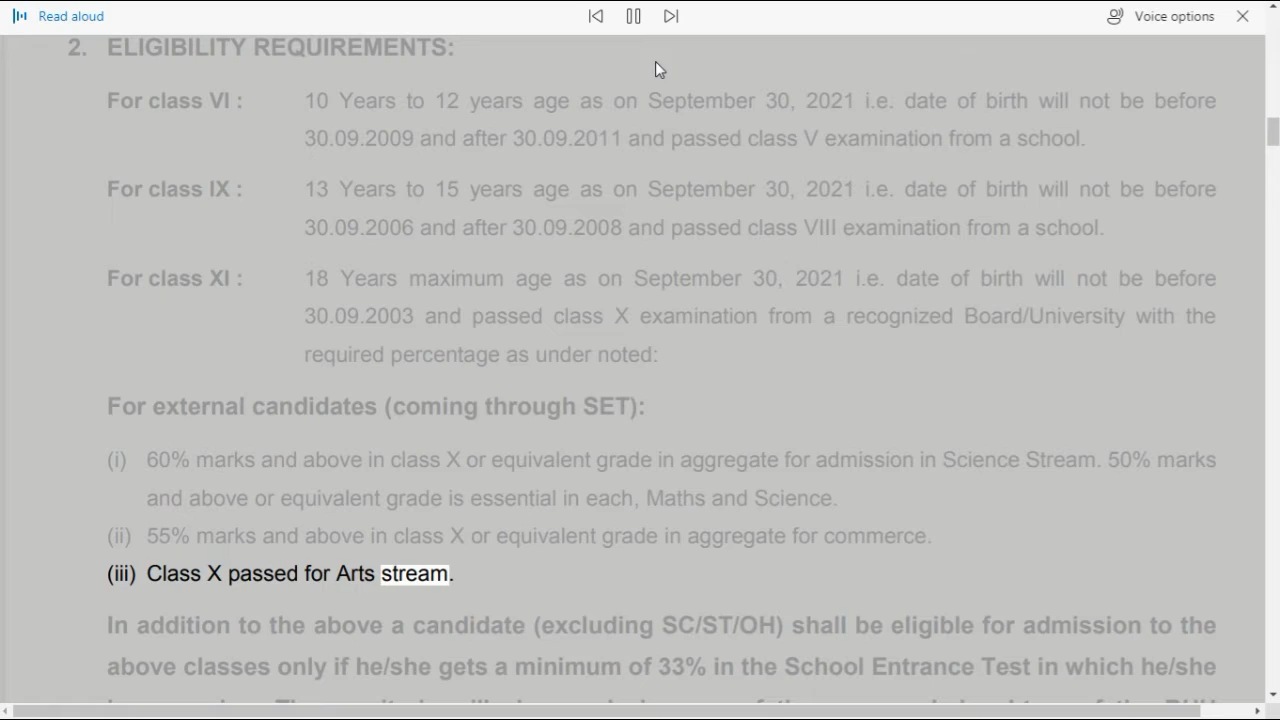 Read aloud
Voice options
2. ELIGIBILITY REQUIREMENTS:
For class VI : 10 Years to 12 years age as on September 30, 2021 i.e. date of birth will not be before
30.09.2009 and after 30.09.2011 and passed class V examination from a school.
For class IX : 13 Years to 15 years age as on September 30, 2021 i.e. date of birth will not be before
30.09.2006 and after 30.09.2008 and passed class VIII examination from a school.
For class XI : 18 Years maximum age as on September 30, 2021 i.e. date of birth will not be before
30.09.2003 and passed class X examination from a recognized Board/University with the
required percentage as under noted:
For external candidates (coming through SET):
(i) 60% marks and above in class X or equivalent grade in aggregate for admission in Science Stream. 50% marks
and above or equivalent grade is essential in each, Maths and Science.
(ii) 55% marks and above in class X or equivalent grade in aggregate for commerce.
(iii) Class X passed for Arts stream.
In addition to the above a candidate (excluding SC/ST/OH) shall be eligible for admission to the
above classes only if he/she gets a minimum of 33% in the School Entrance Test in which he/she